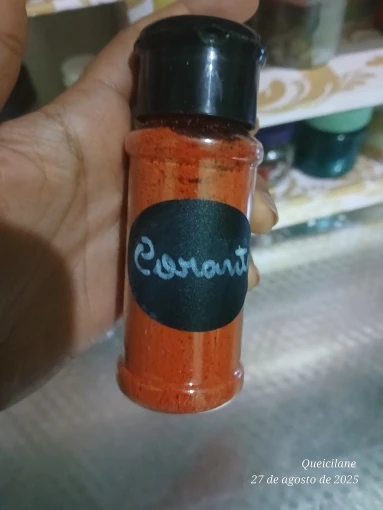 Corant
Queicilane
27 de agosto de 2025